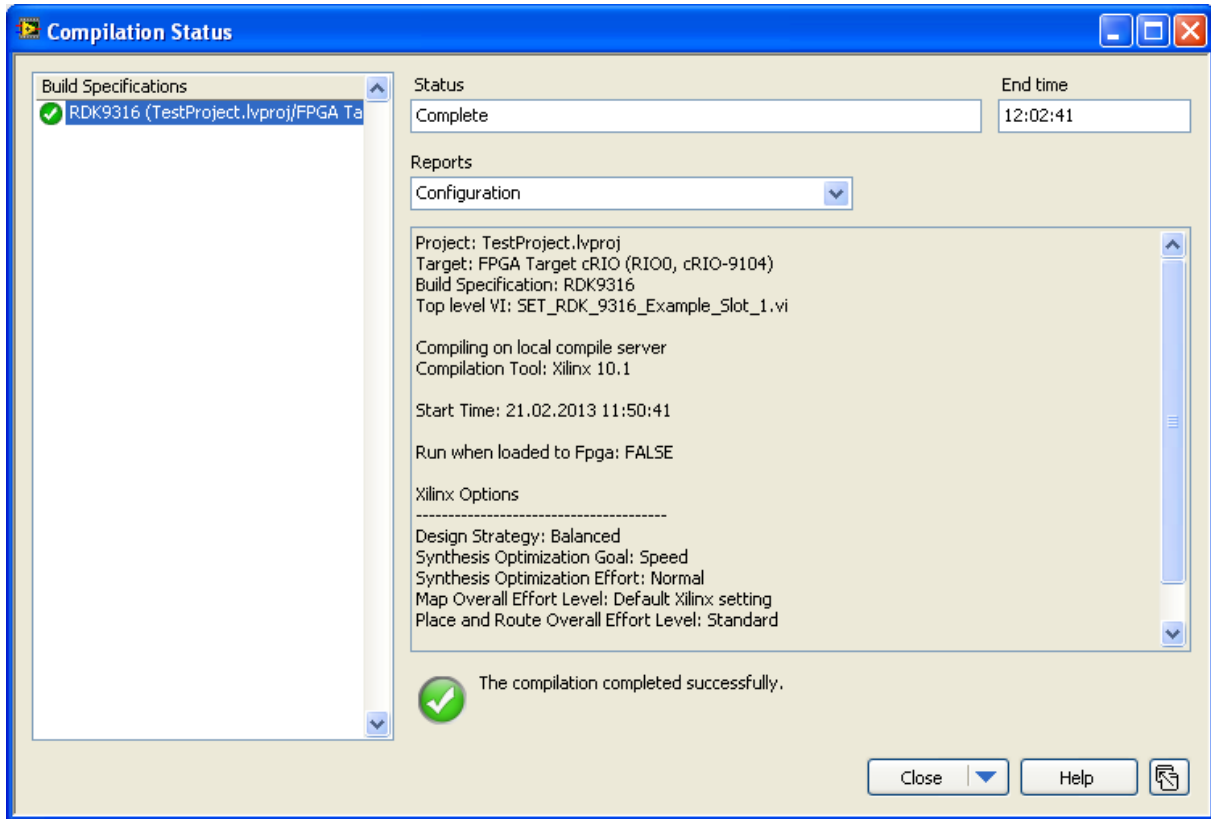 Compilation Status
Build Specifications
RDK9316 (TestProject.lvproj/FPGA Ta
Status
End time
Complete
12:02:41
Reports
Configuration
Project: TestProject.lvproj
Target: FPGA Target cRIO (RIO0, cRIO-9104)
Build Specification: RDK9316
Top level VI: SET_RDK_9316_Example_Slot_1.vi
Compiling on local compile server
Compilation Tool: Xilinx 10.1
Start Time: 21.02.2013 11:50:41
Run when loaded to Fpga: FALSE
Xilinx Options
---------------------------------------
Design Strategy: Balanced
Synthesis Optimization Goal: Speed
Synthesis Optimization Effort: Normal
Map Overall Effort Level: Default Xilinx setting
Place and Route Overall Effort Level: Standard
The compilation completed successfully.
Close
Help